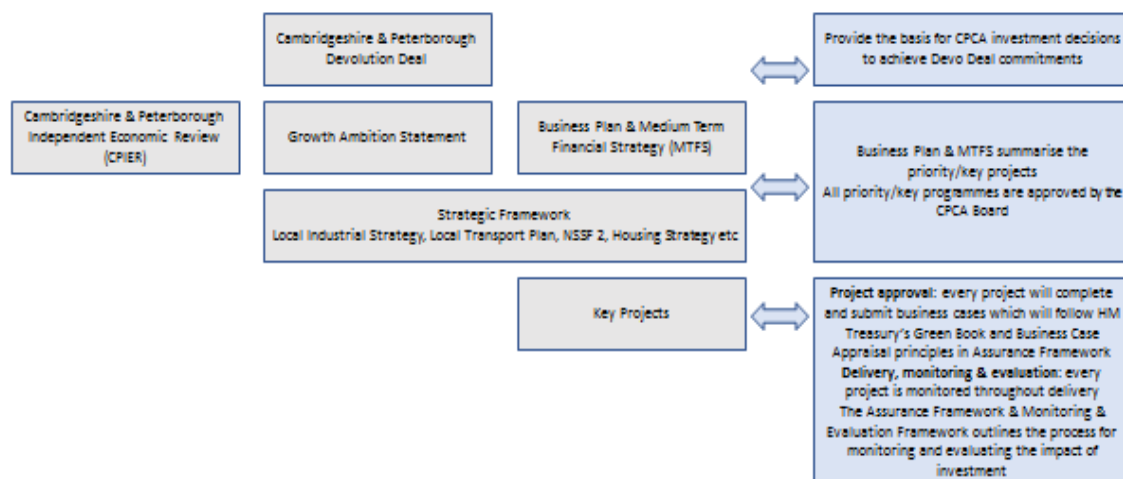 Cambridgeshire & Peterborough
Devolution Deal
Provide the basis for CPCA investment decisions
to achieve Devo Deal commitments
Cambridgeshire & Peterborough
Independent Economic Review
(CPIER)
Growth Ambition Statement
Business Plan & Medium Term
Financial Strategy (MTFS)
Business Plan & MTFS summarise the
priority/key projects
All priority/key programmes are approved by the
CPCA Board
Strategic Framework
Local Industrial Strategy, Local Transport Plan, NSSF 2, Housing Strategy etc
Key Projects
Project approval: every project will complete
and submit business cases which will follow HM
Treasury's Green Book and Business Case
Appraisal principles in Assurance Framework
Delivery, monitoring & evaluation: every
project is monitored throughout delivery
The Assurance Framework & Monitoring &
Evaluation Framework outlines the process for
monitoring and evaluating the impact of
investment